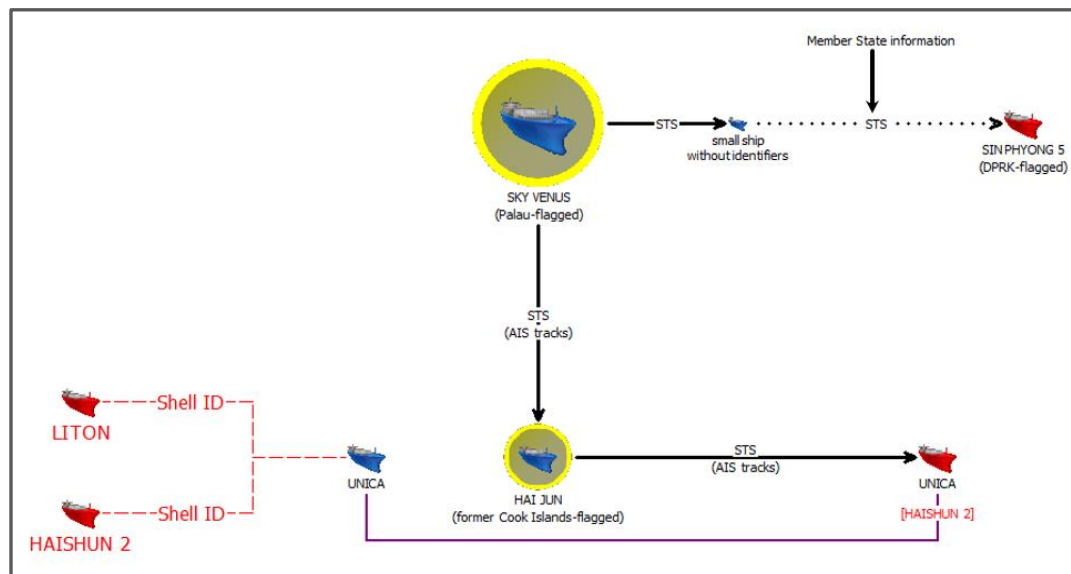 Member State information
STS
STS
small ship
without identifiers
SIN PHYONG 5
(DPRK-flagged)
SKY VENUS
(Palau-flagged)
STS
(AIS tracks)
Shell ID
LITON
STS
(AIS tracks)
UNICA
HAI JUN
(former Cook Islands-flagged)
UNICA
[HAISHUN 2]
Shell ID
HAISHUN 2